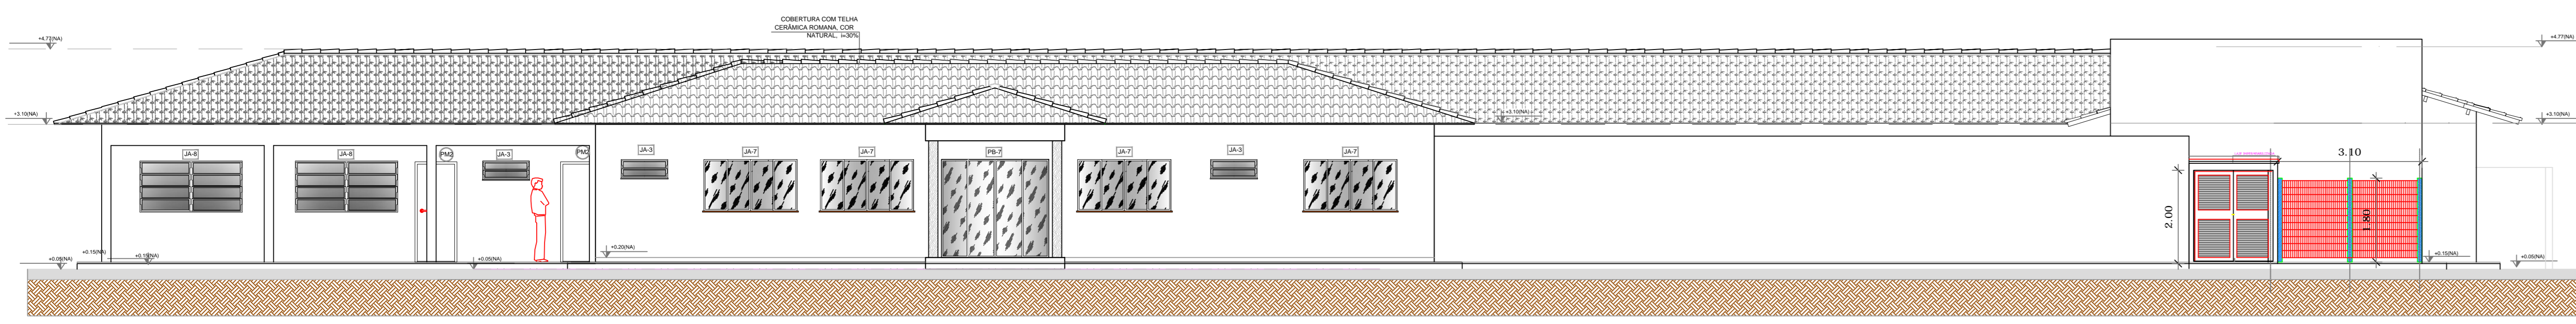 COBERTURA COM TELHA
CERÂMICA ROMANA, COR
NATURAL, i=30%
+4.77(NA)
+4.77(NA)
+3.10(NA)
+3.10(NA)
+3.10(NA)
JA-8
JA-8
PM3
JA-3
JA-3
JA-7
JA-7
PB-7
JA-7
JA-3
JA-7
3.10
2.00
1.80
+0.20(NA)
+0.15(NA)
+0.15(NA)
+0.15(NA)
+0.05(NA)
+0.05(NA)
+0.05(NA)